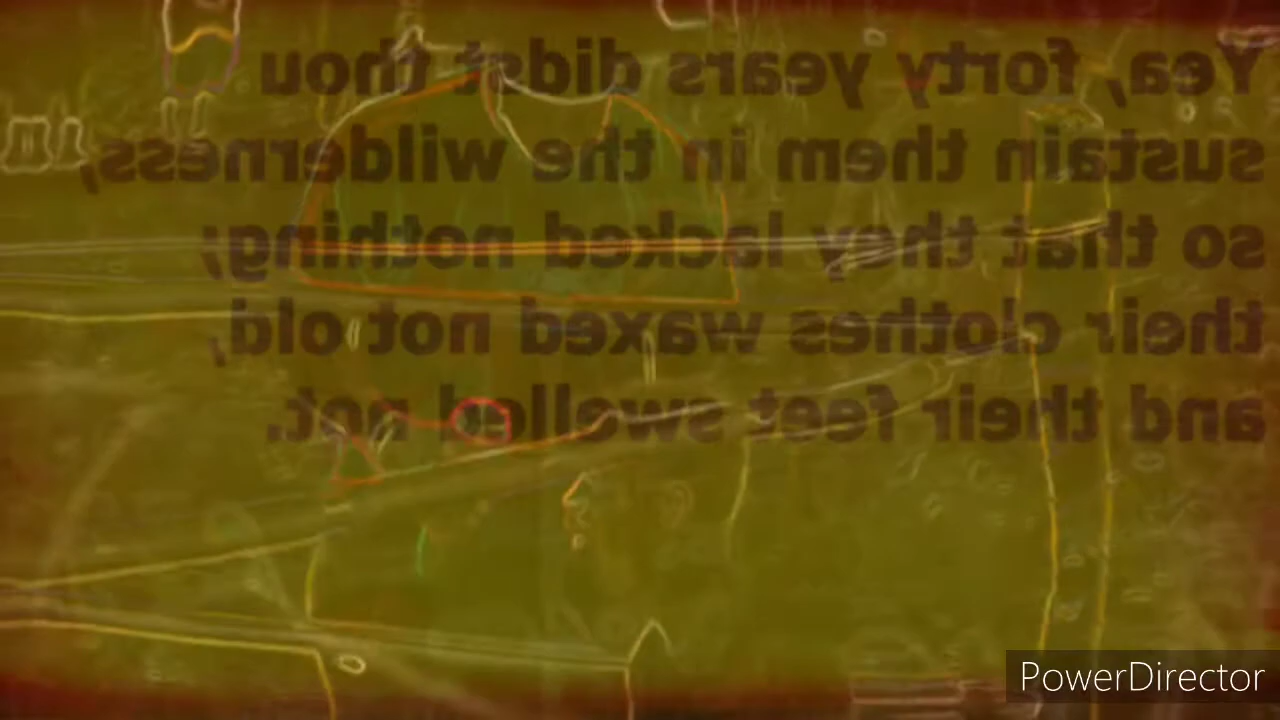 Yea, forty years didst thou
sustain them in the wilderness,
so that they lacked nothing;
their clothes waxed not old,
and their feet swelled not.
PowerDirector